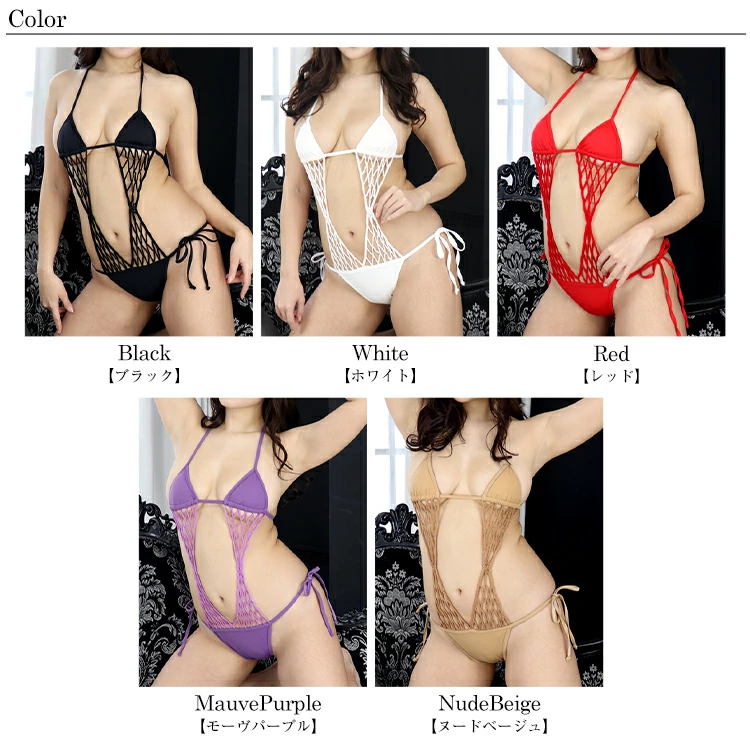 Color
Black
【ブラック】
White
【ホワイト】
Red
【レッド】
MauvePurple
【モーヴパープル】
NudeBeige
【ヌードベージュ】